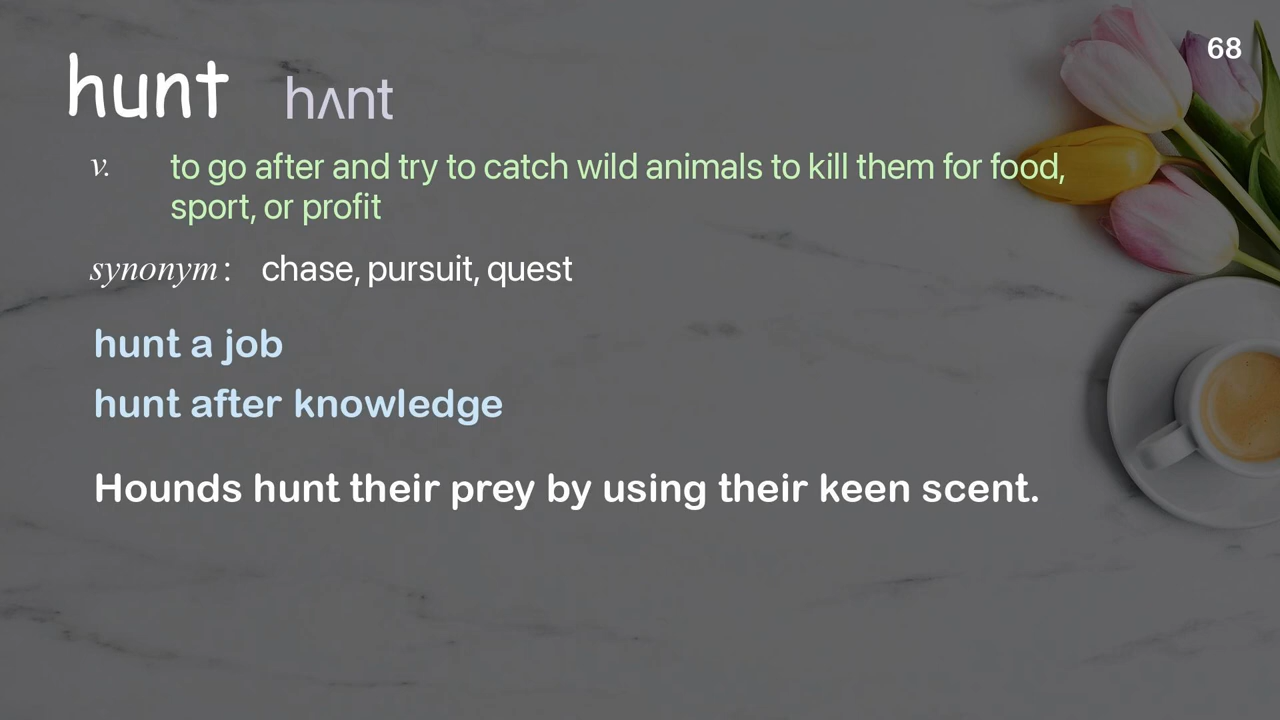 68
hunt hʌnt
v. to go after and try to catch wild animals to kill them for food,
sport, or profit
synonym: chase, pursuit, quest
hunt a job
hunt after knowledge
Hounds hunt their prey by using their keen scent.